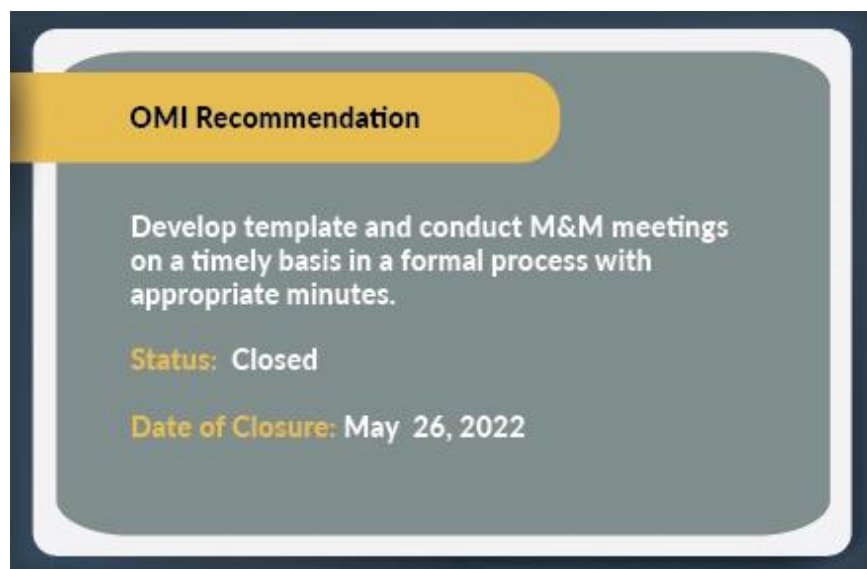 OMI Recommendation
Develop template and conduct M&M meetings
on a timely basis in a formal process with
appropriate minutes.
Status: Closed
Date of Closure: May 26, 2022